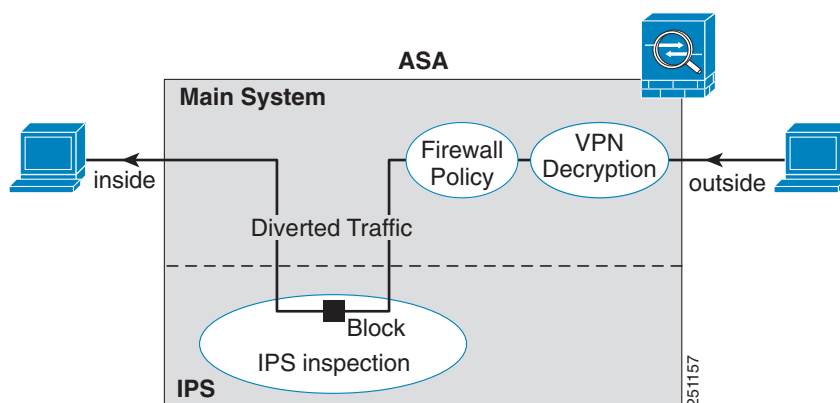 ASA
Main System
VPN
Decryption
Firewall
Policy
inside
outside
Diverted Traffic
Block
IPS inspection
IPS
251157